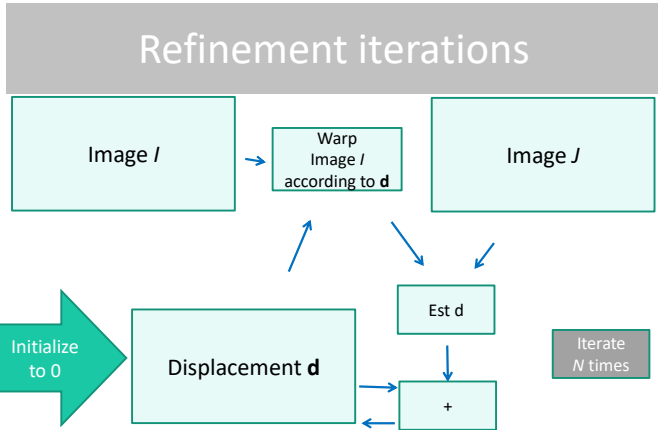 Refinement iterations
Image I
Warp
Image I
according to d
Image J
Est d
Initialize
to 0
Displacement d
Iterate
N times
+